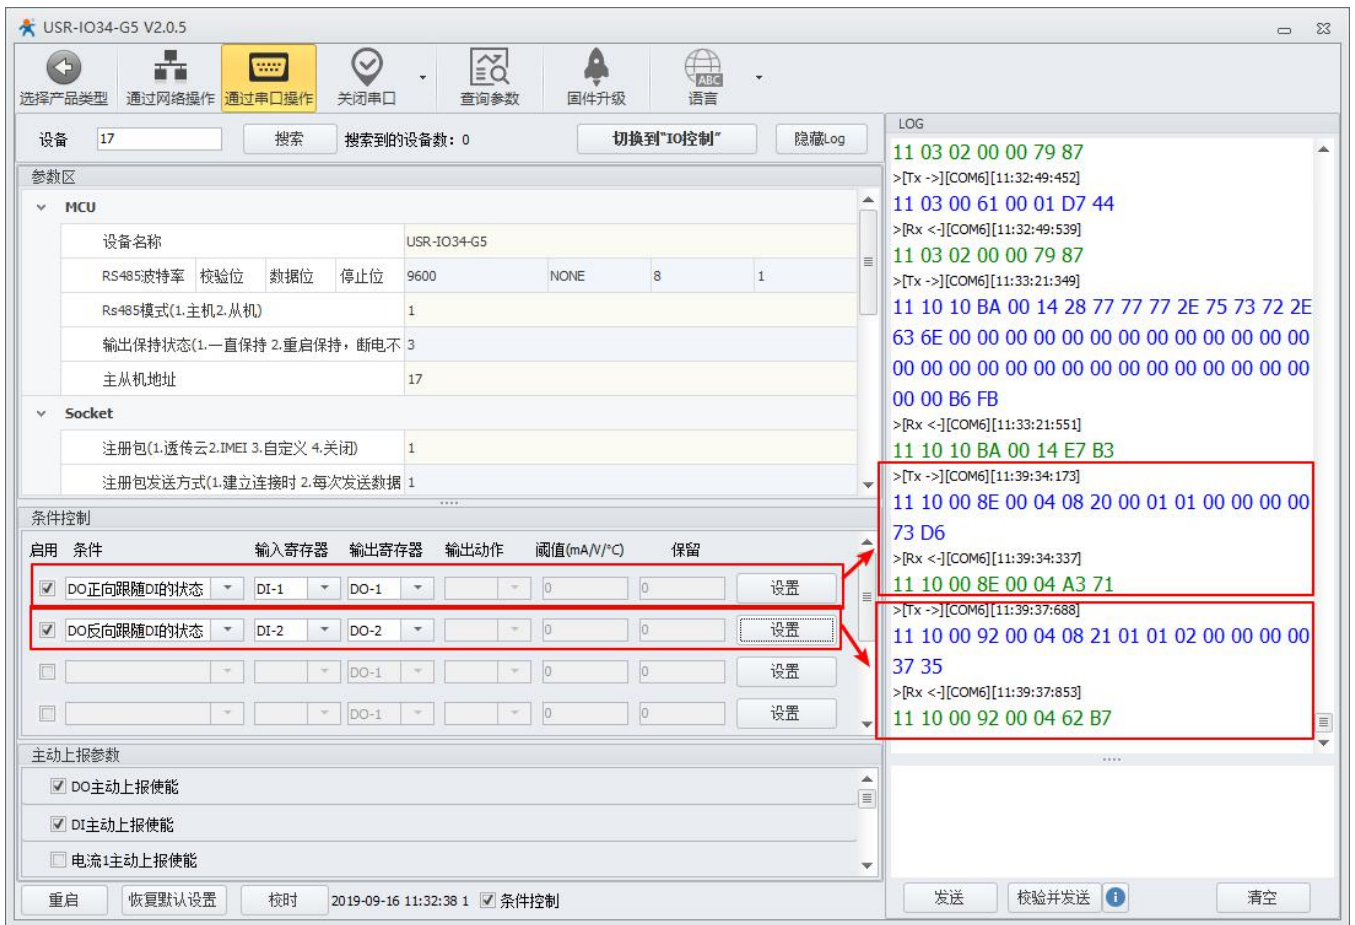 USR-IO34-G5 V2.0.5
选择产品类型 通过网络操作 通过串口操作 关闭串口 查询参数 固件升级 语言
ABC
设备 17 搜索 搜索到的设备数：0 切换到"IO控制" 隐藏Log
参数区
MCU
设备名称 USR-IO34-G5
RS485波特率 校验位 数据位 停止位 9600 NONE 8 1
Rs485模式(1.主机2.从机) 1
输出保持状态(1.一直保持 2.重启保持，断电不 3
主从机地址 17
Socket
注册包(1.透传云2.IMEI 3.自定义 4.关闭) 1
注册包发送方式(1.建立连接时 2.每次发送数据 1
条件控制
启用 条件 输入寄存器 输出寄存器 输出动作 阈值(mA/V/°C) 保留
DO正向跟随DI的状态 DI-1 DO-1 0 0 设置
DO反向跟随DI的状态 DI-2 DO-2 0 0 设置
DO-1 0 0 设置
DO-1 0 0 设置
主动上报参数
DO主动上报使能
DI主动上报使能
电流1主动上报使能
重启 恢复默认设置 校时 2019-09-16 11:32:38 1 条件控制
LOG
11 03 02 00 00 79 87
>[Tx ->][COM6][11:32:49:452]
11 03 00 61 00 01 D7 44
>[Rx <-][COM6][11:32:49:539]
11 03 02 00 00 79 87
>[Tx ->][COM6][11:33:21:349]
11 10 10 BA 00 14 28 77 77 77 2E 75 73 72 2E
63 6E 00 00 00 00 00 00 00 00 00 00 00 00 00
00 00 00 00 00 00 00 00 00 00 00 00 00 00 00
00 00 B6 FB
>[Rx <-][COM6][11:33:21:551]
11 10 10 BA 00 14 E7 B3
>[Tx ->][COM6][11:39:34:173]
11 10 00 8E 00 04 08 20 00 01 01 00 00 00 00
73 D6
>[Rx <-][COM6][11:39:34:337]
11 10 00 8E 00 04 A3 71
>[Tx ->][COM6][11:39:37:688]
11 10 00 92 00 04 08 21 01 01 02 00 00 00 00
37 35
>[Rx <-][COM6][11:39:37:853]
11 10 00 92 00 04 62 B7
发送 校验并发送 清空